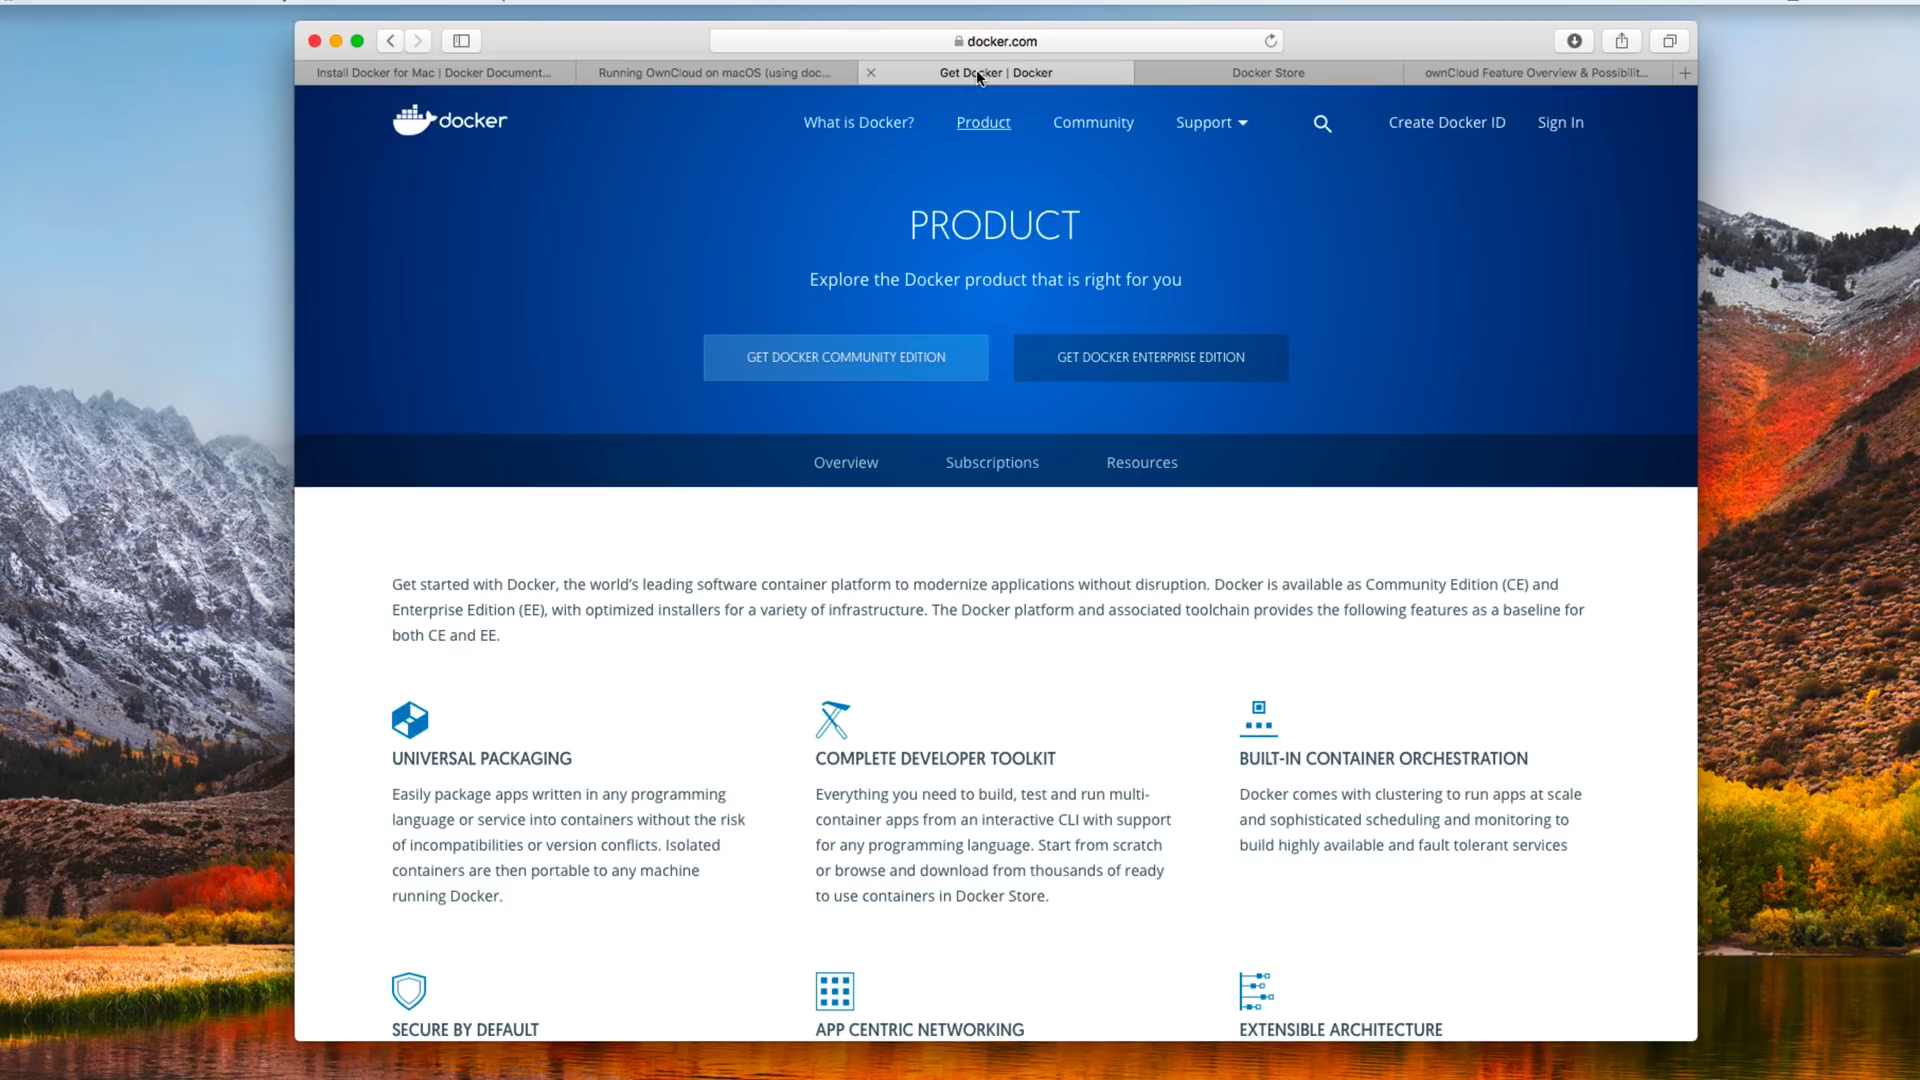 docker.com
Install Docker for Mac | Docker Document...
Running OwnCloud on macOS (using doc...
Get Docker | Docker
Docker Store
ownCloud Feature Overview & Possibilit...
docker
What is Docker?
Product
Community
Support
Create Docker ID
Sign In
PRODUCT
Explore the Docker product that is right for you
GET DOCKER COMMUNITY EDITION
GET DOCKER ENTERPRISE EDITION
Overview
Subscriptions
Resources
Get started with Docker, the world's leading software container platform to modernize applications without disruption. Docker is available as Community Edition (CE) and
Enterprise Edition (EE), with optimized installers for a variety of infrastructure. The Docker platform and associated toolchain provides the following features as a baseline for
both CE and EE.
UNIVERSAL PACKAGING
Easily package apps written in any programming
language or service into containers without the risk
of incompatibilities or version conflicts. Isolated
containers are then portable to any machine
running Docker.
COMPLETE DEVELOPER TOOLKIT
Everything you need to build, test and run multi-
container apps from an interactive CLI with support
for any programming language. Start from scratch
or browse and download from thousands of ready
to use containers in Docker Store.
BUILT-IN CONTAINER ORCHESTRATION
Docker comes with clustering to run apps at scale
and sophisticated scheduling and monitoring to
build highly available and fault tolerant services
SECURE BY DEFAULT
APP CENTRIC NETWORKING
EXTENSIBLE ARCHITECTURE